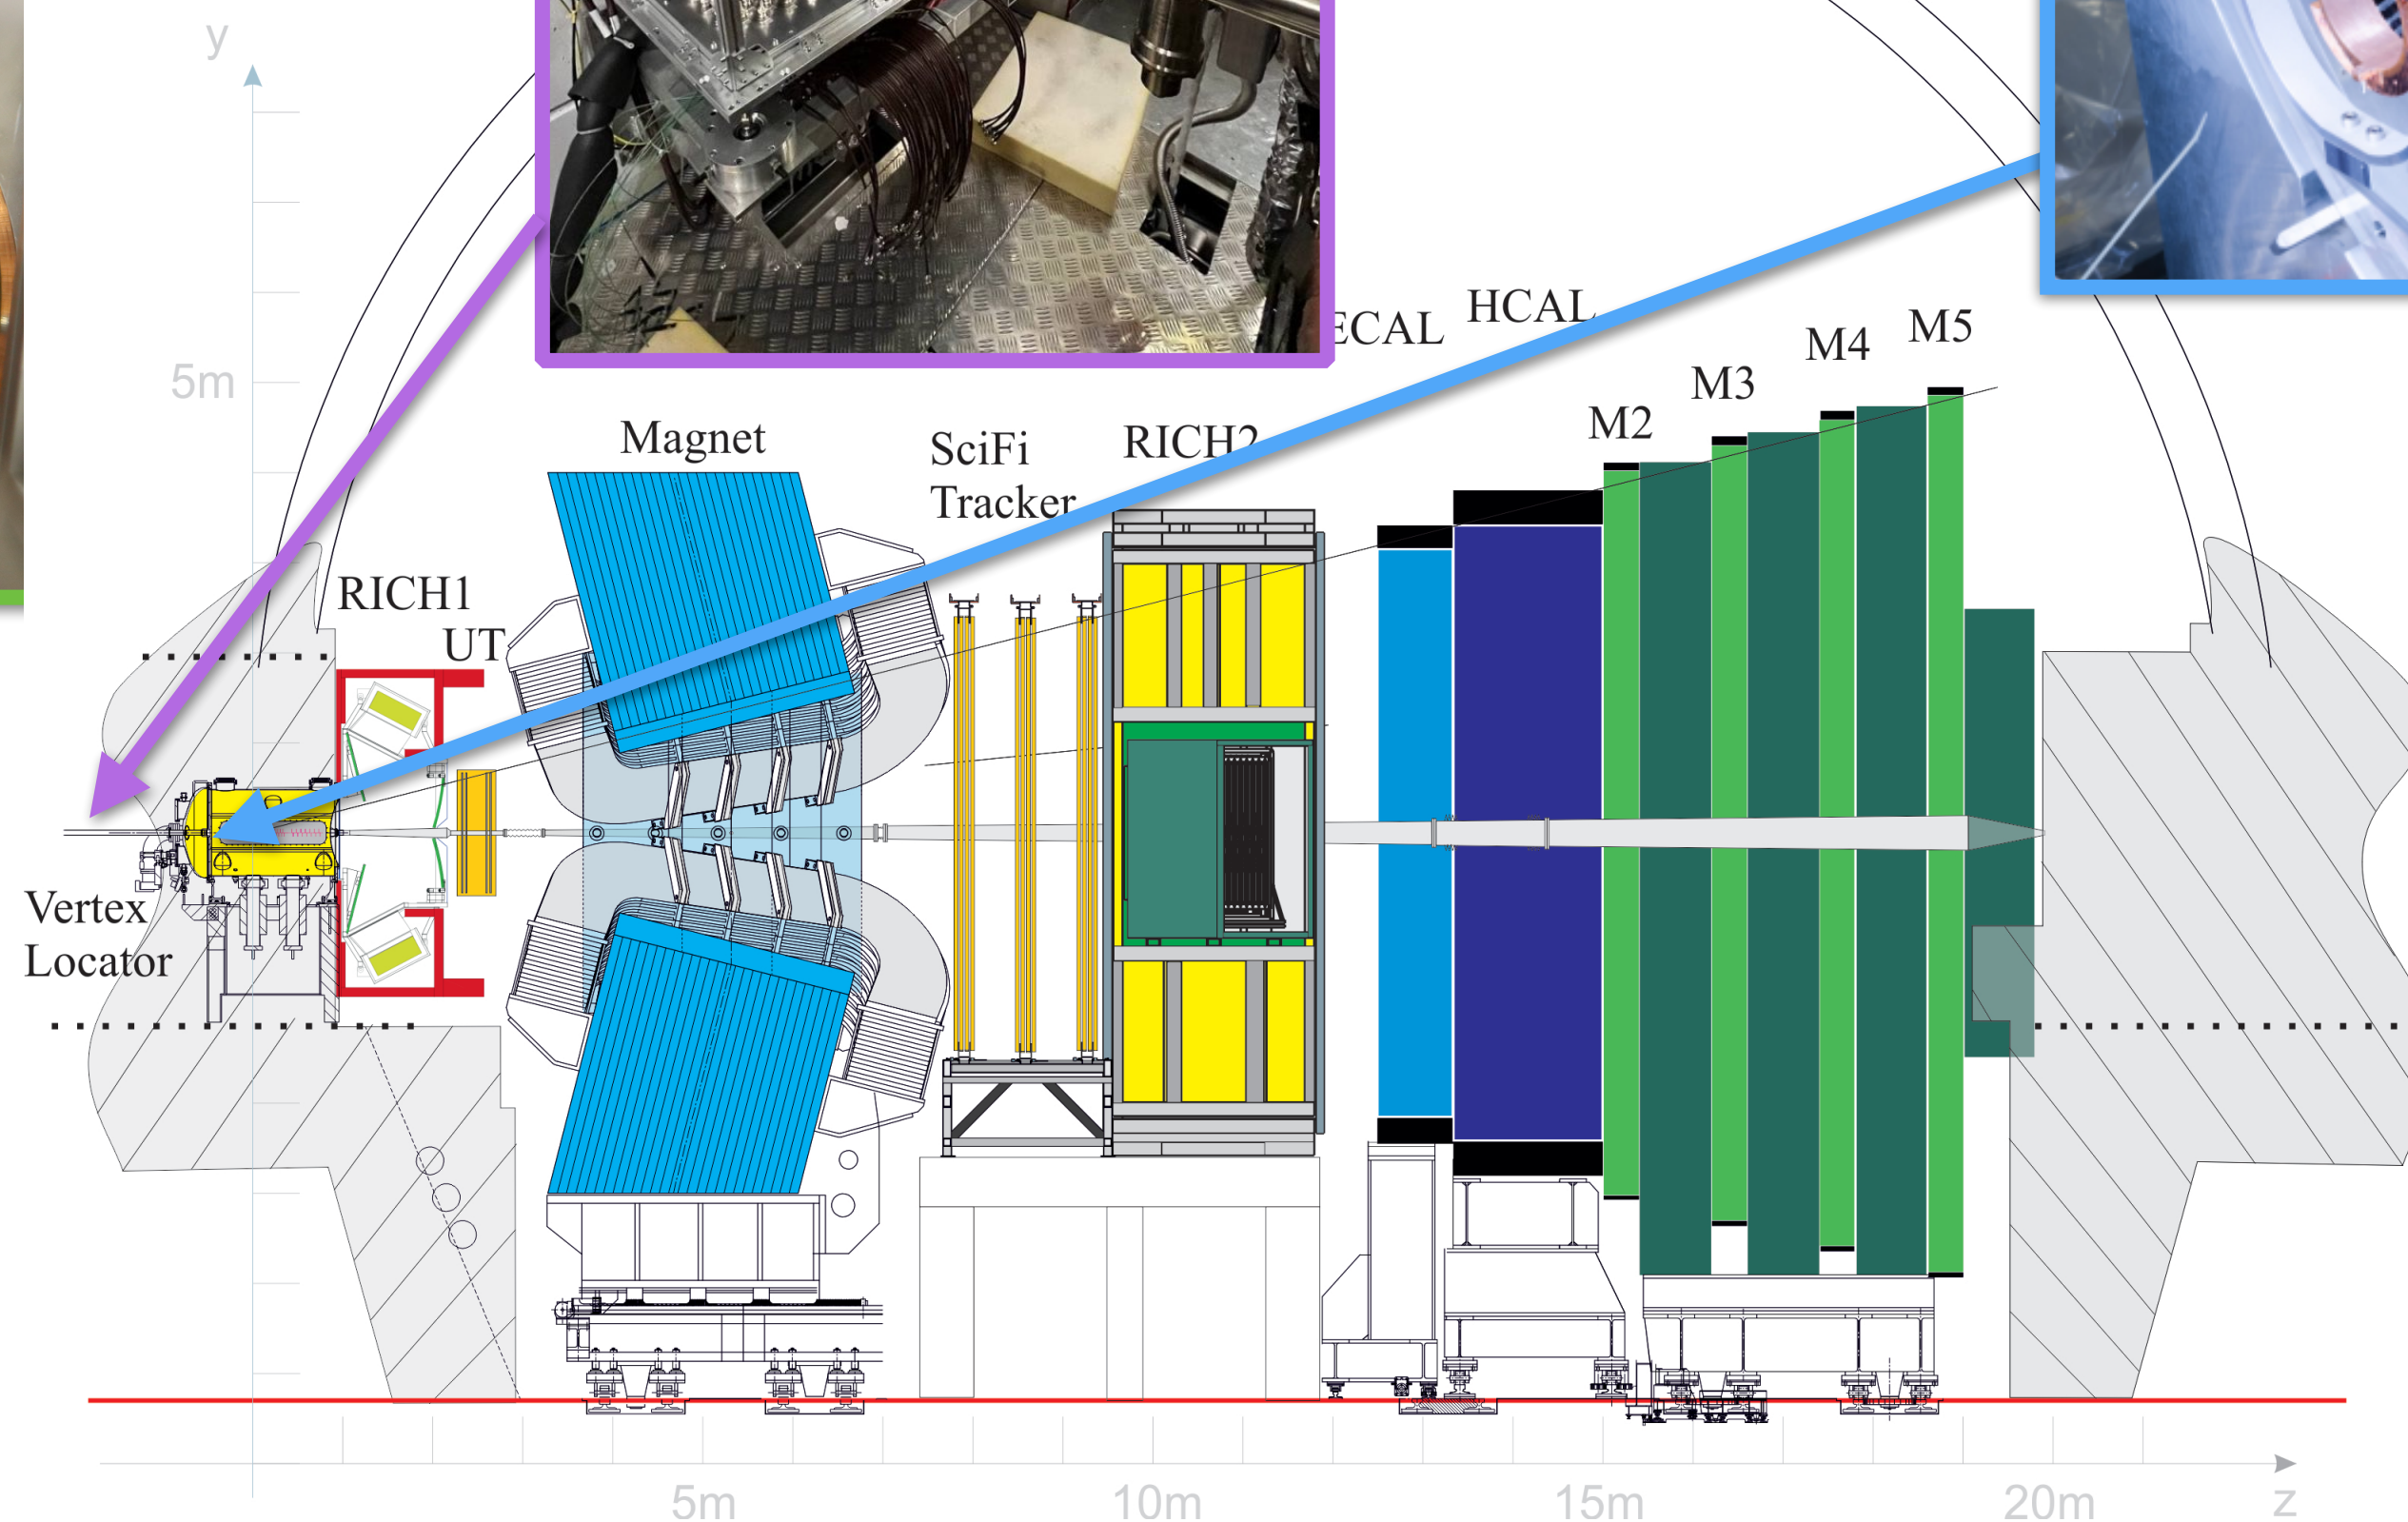 y
ECAL
HCAL
M5
M4
M3
5m
M2
Magnet
SciFi
Tracker
RICH2
RICH1
UT
Vertex
Locator
5m
10m
15m
20m
z